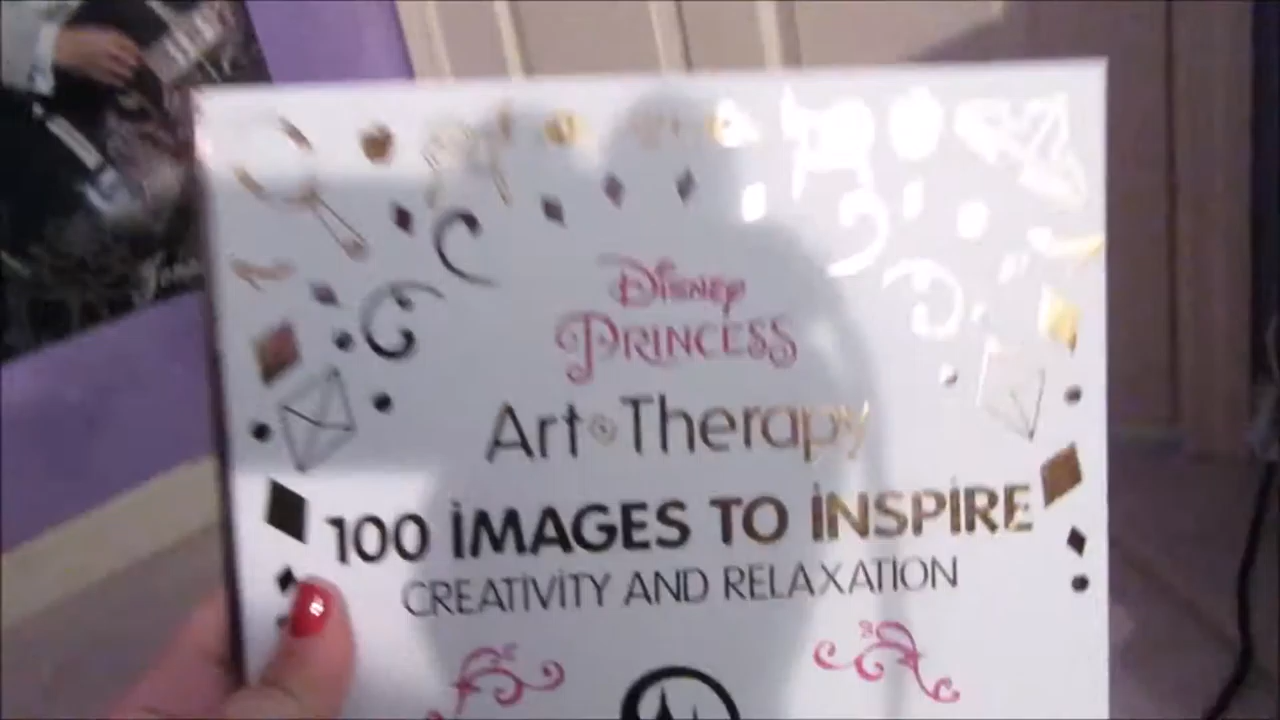 Disney
PRINCESS
Art Therapy
100 IMAGES TO INSPIRE
CREATIVITY AND RELAXATION